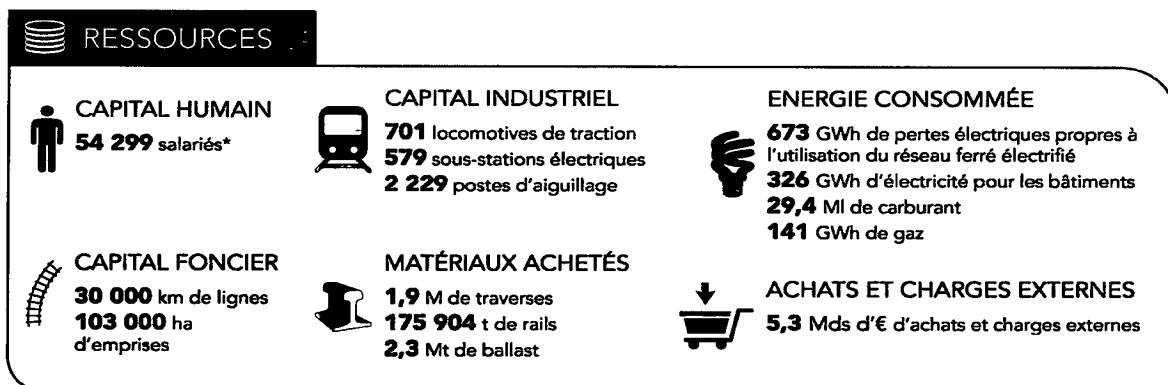 RESSOURCES
CAPITAL HUMAIN
54 299 salariés*
CAPITAL INDUSTRIEL
701 locomotives de traction
579 sous-stations électriques
2 229 postes d'aiguillage
ENERGIE CONSOMMÉE
673 GWh de pertes électriques propres à
l'utilisation du réseau ferré électrifié
326 GWh d'électricité pour les bâtiments
29,4 Ml de carburant
141 GWh de gaz
CAPITAL FONCIER
30 000 km de lignes
103 000 ha
d'emprises
MATÉRIAUX ACHETÉS
1,9 M de traverses
175 904 t de rails
2,3 Mt de ballast
ACHATS ET CHARGES EXTERNES
5,3 Mds d'€ d'achats et charges externes